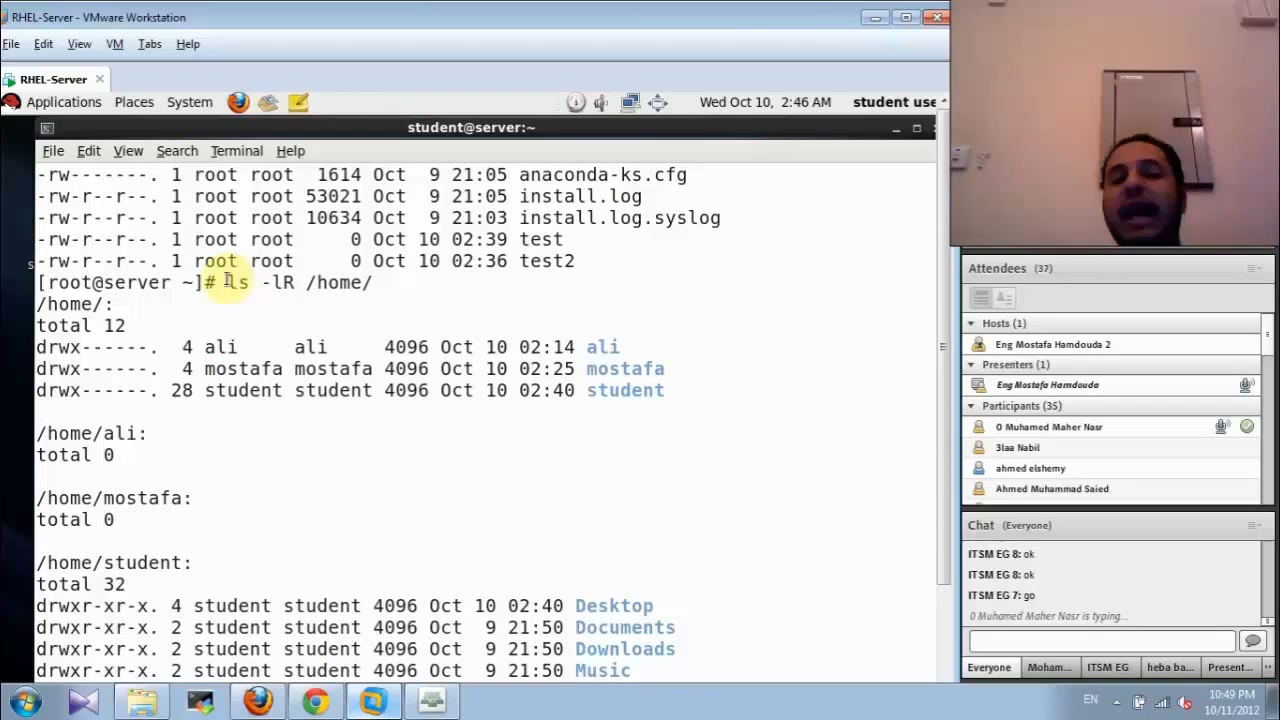 RHEL-Server - VMware Workstation
File Edit View VM Tabs Help
RHEL-Server
Applications Places System Wed Oct 10, 2:46 AM student use
student@server:~
File Edit View Search Terminal Help
-rw-------. 1 root root 1614 Oct 9 21:05 anaconda-ks.cfg
-rw-r--r--. 1 root root 53021 Oct 9 21:05 install.log
-rw-r--r--. 1 root root 10634 Oct 9 21:03 install.log.syslog
-rw-r--r--. 1 root root 0 Oct 10 02:39 test
-rw-r--r--. 1 root root 0 Oct 10 02:36 test2
[root@server ~]# ls -lR /home/
/home/:
total 12
drwx------. 4 ali ali 4096 Oct 10 02:14 ali
drwx------. 4 mostafa mostafa 4096 Oct 10 02:25 mostafa
drwx------. 28 student student 4096 Oct 10 02:40 student
/home/ali:
total 0
/home/mostafa:
total 0
/home/student:
total 32
drwxr-xr-x. 4 student student 4096 Oct 10 02:40 Desktop
drwxr-xr-x. 2 student student 4096 Oct 9 21:50 Documents
drwxr-xr-x. 2 student student 4096 Oct 9 21:50 Downloads
drwxr-xr-x. 2 student student 4096 Oct 9 21:50 Music
Attendees (37)
Hosts (1)
Eng Mostafa Hamdouda 2
Presenters (1)
Eng Mostafa Hamdouda
Participants (35)
0 Muhamed Maher Nasr
3laa Nabil
ahmed elshemy
Ahmed Muhammad Saied
Chat (Everyone)
ITSM EG 8: ok
ITSM EG 8: ok
ITSM EG 7: go
0 Muhamed Maher Nasr is typing...
Everyone Moham... ITSM EG heba ba... Present...
EN
10:49 PM
10/11/2012